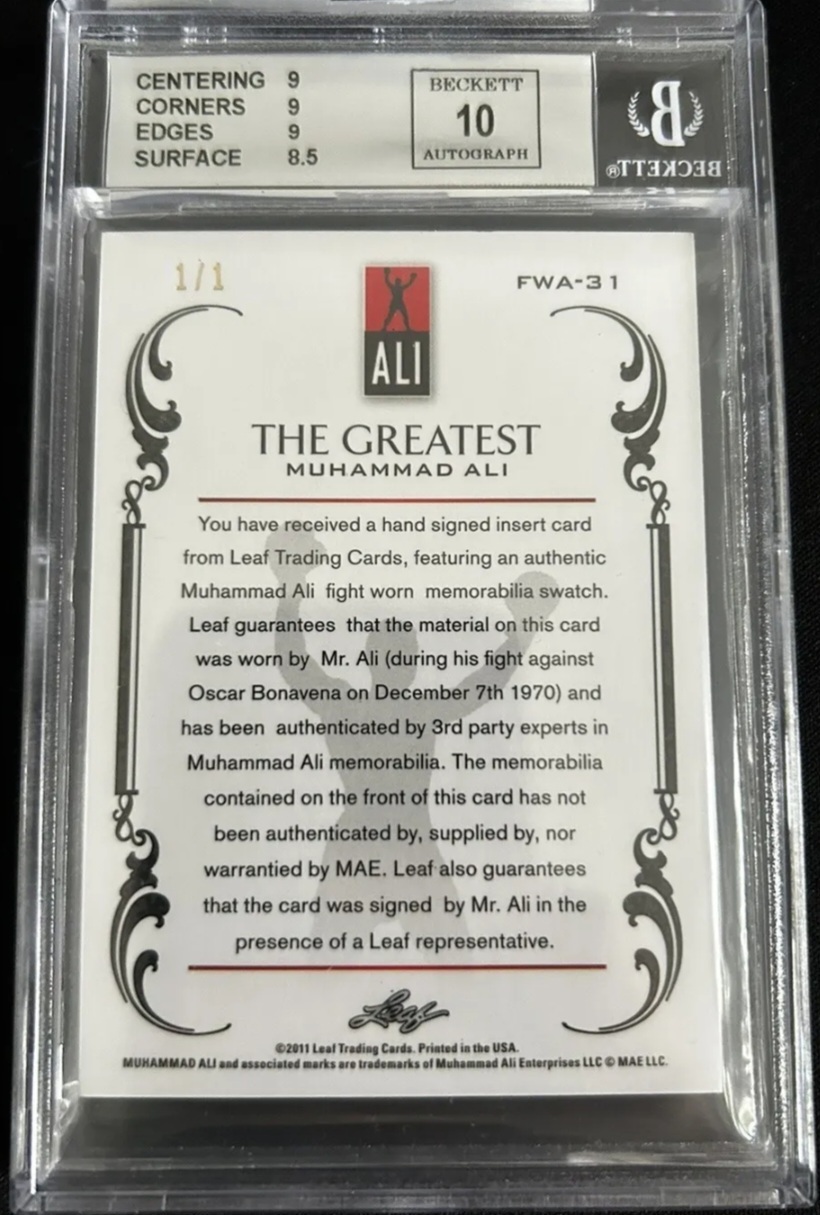 CENTERING 9
CORNERS 9
EDGES 9
SURFACE 8.5
BECKETT
10
AUTOGRAPH
B
BECKETT®
1/1
FWA-31
ALI
THE GREATEST
MUHAMMAD ALI
You have received a hand signed insert card
from Leaf Trading Cards, featuring an authentic
Muhammad Ali fight worn memorabilia swatch.
Leaf guarantees that the material on this card
was worn by Mr. Ali (during his fight against
Oscar Bonavena on December 7th 1970) and
has been authenticated by 3rd party experts in
Muhammad Ali memorabilia. The memorabilia
contained on the front of this card has not
been authenticated by, supplied by, nor
warrantied by MAE. Leaf also guarantees
that the card was signed by Mr. Ali in the
presence of a Leaf representative.
Leaf
©2011 Leaf Trading Cards. Printed in the USA.
MUHAMMAD ALI and associated marks are trademarks of Muhammad Ali Enterprises LLC © MAE LLC.